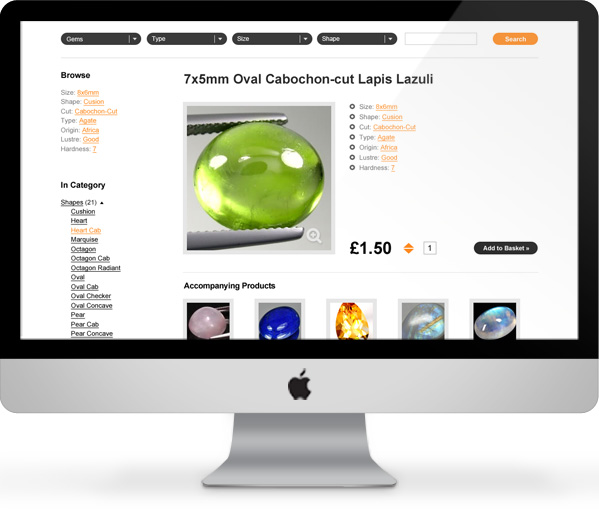 Gems
Type
Size
Shape
Search
Browse
Size: 8x6mm
Shape: Cusion
Cut: Cabochon-Cut
Type: Agate
Origin: Africa
Lustre: Good
Hardness: 7
In Category
Shapes (21)
Cushion
Heart
Heart Cab
Marquise
Octagon
Octagon Cab
Octagon Radiant
Oval
Oval Cab
Oval Checker
Oval Concave
Pear
Pear Cab
Pear Concave
7x5mm Oval Cabochon-cut Lapis Lazuli
Size: 8x6mm
Shape: Cusion
Cut: Cabochon-Cut
Type: Agate
Origin: Africa
Lustre: Good
Hardness: 7
£1.50
1
Add to Basket »
Accompanying Products